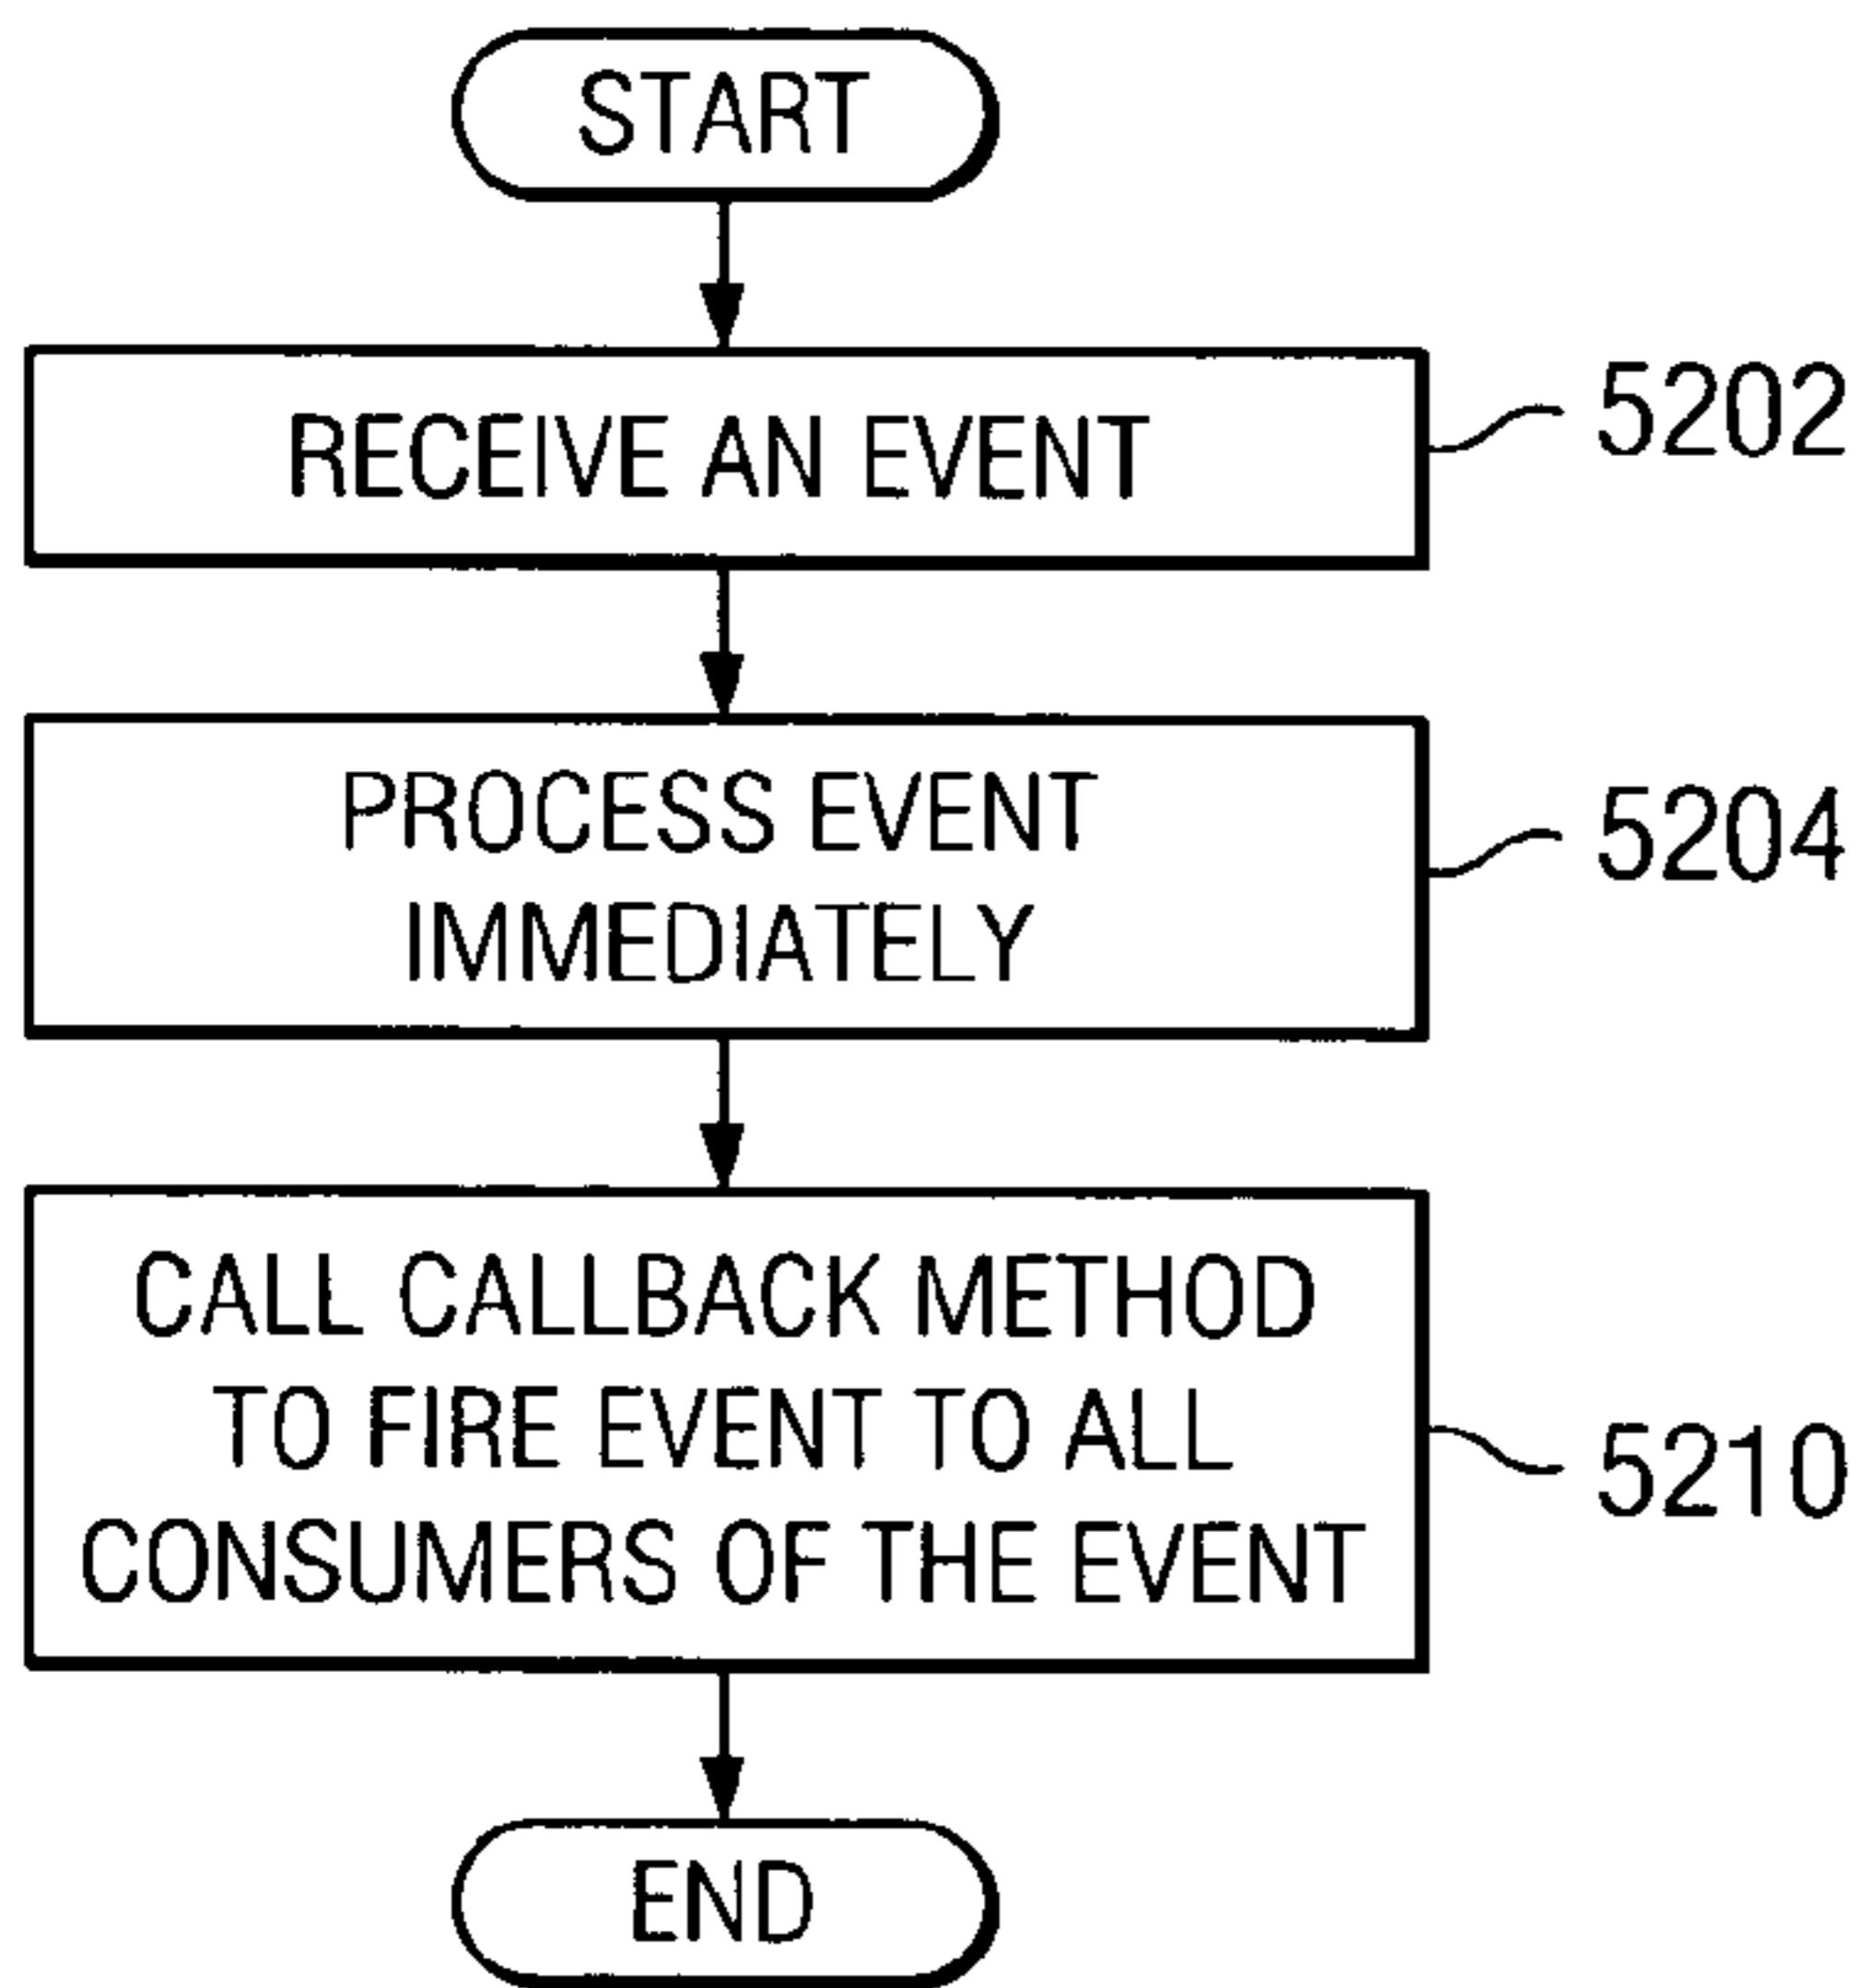 START
RECEIVE AN EVENT
5202
PROCESS EVENT
IMMEDIATELY
5204
CALL CALLBACK METHOD
TO FIRE EVENT TO ALL
CONSUMERS OF THE EVENT
5210
END